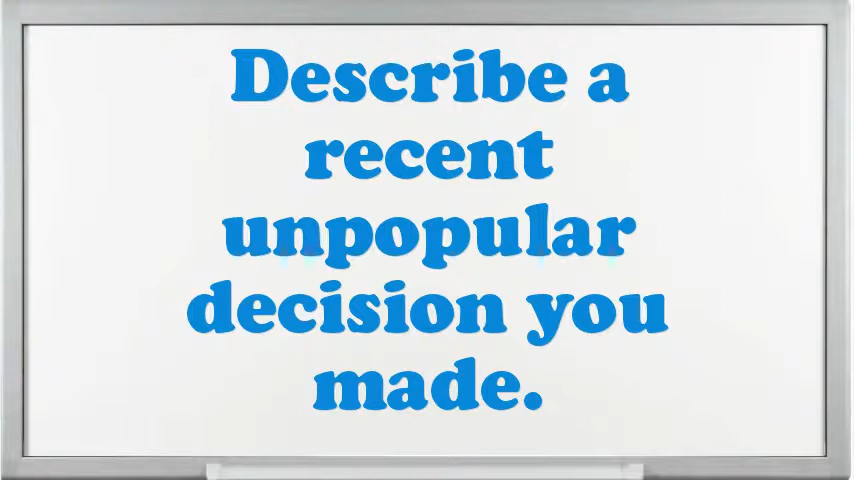 Describe a
recent
unpopular
decision you
made.